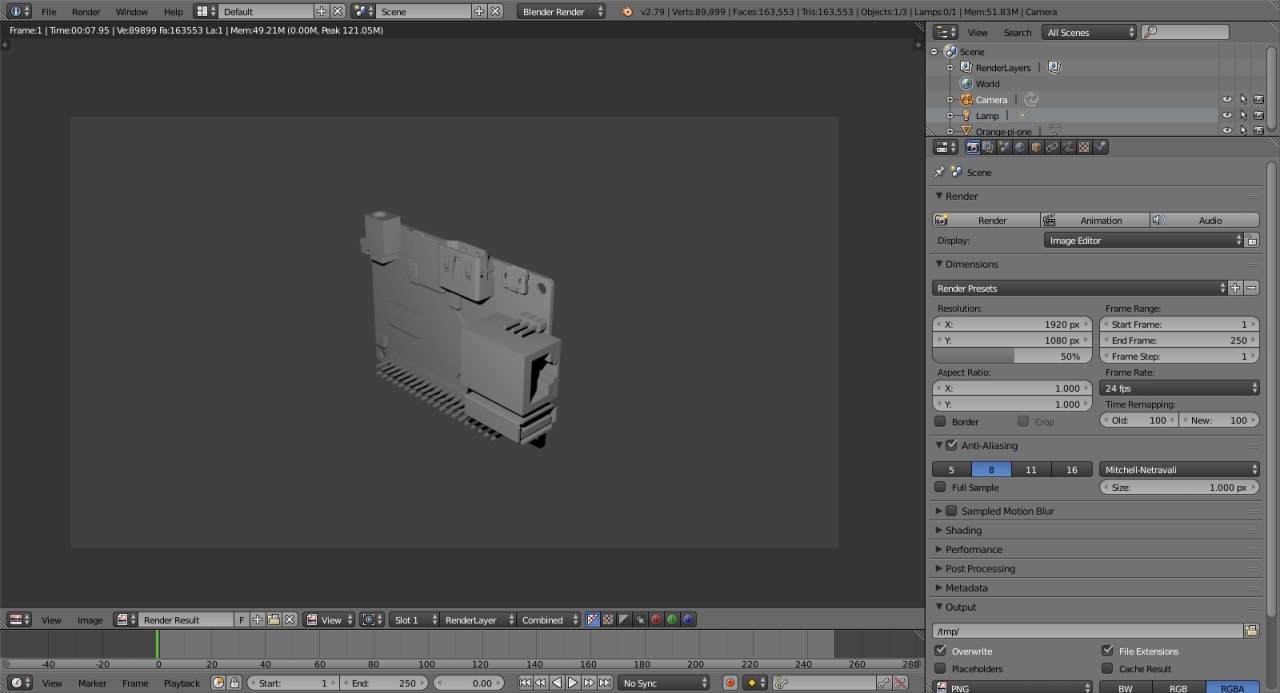 File Render Window Help Default Scene Blender Render v2.79 | Verts:89,899 | Faces:163,553 | Tris:163,553 | Objects:1/3 | Lamps:0/1 | Mem:51.83M | Camera
Frame:1 | Time:00:07.95 | Ve:89899 Fa:163553 La:1 | Mem:49.21M (0.00M, Peak 121.05M)
View Search All Scenes
Scene
RenderLayers |
World
Camera |
Lamp |
Orange-pi-one |
Scene
Render
Render Animation Audio
Display: Image Editor
Dimensions
Render Presets
Resolution: Frame Range:
X: 1920 px Start Frame: 1
Y: 1080 px End Frame: 250
50% Frame Step: 1
Aspect Ratio: Frame Rate:
X: 1.000 24 fps
Y: 1.000 Time Remapping:
Border Crop Old: 100 New: 100
Anti-Aliasing
5 8 11 16 Mitchell-Netravali
Full Sample Size: 1.000 px
Sampled Motion Blur
Shading
Performance
Post Processing
Metadata
Output
/tmp/
Overwrite File Extensions
Placeholders Cache Result
PNG BW RGB RGBA
View Image Render Result F View Slot 1 RenderLayer Combined
-40 -20 0 20 40 60 80 100 120 140 160 180 200 220 240 260 280
View Marker Frame Playback Start: 1 End: 250 0.00 No Sync